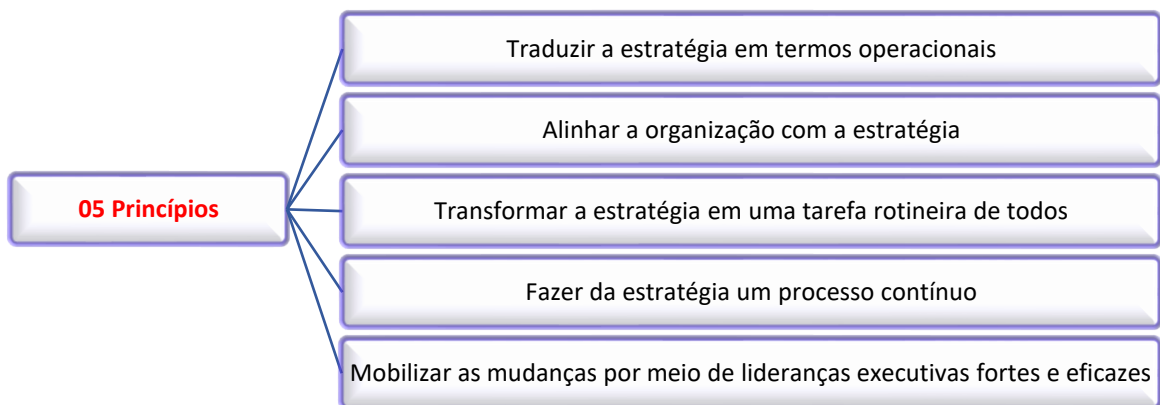 05 Princípios
Traduzir a estratégia em termos operacionais
Alinhar a organização com a estratégia
Transformar a estratégia em uma tarefa rotineira de todos
Fazer da estratégia um processo contínuo
Mobilizar as mudanças por meio de lideranças executivas fortes e eficazes